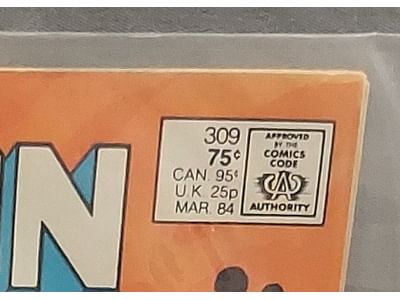 N
309
75¢
CAN. 95¢
U.K. 25p
MAR. 84
APPROVED
BY THE
COMICS
CODE
CA
AUTHORITY